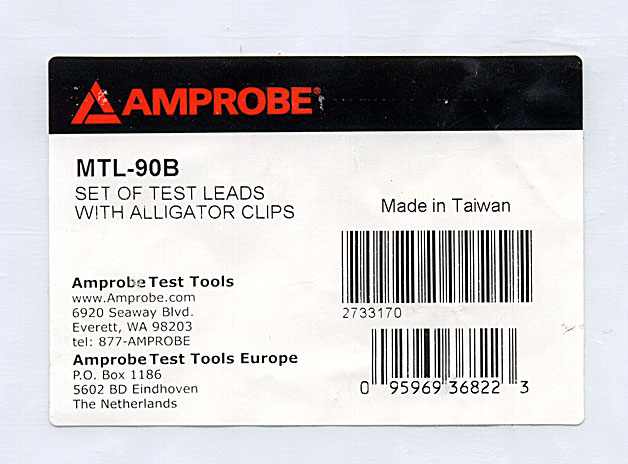 AMPROBE®
MTL-90B
SET OF TEST LEADS
WITH ALLIGATOR CLIPS
Made in Taiwan
2733170
Amprobe Test Tools
www.Amprobe.com
6920 Seaway Blvd.
Everett, WA 98203
tel: 877-AMPROBE
Amprobe Test Tools Europe
P.O. Box 1186
5602 BD Eindhoven
The Netherlands
0 95969 36822 3